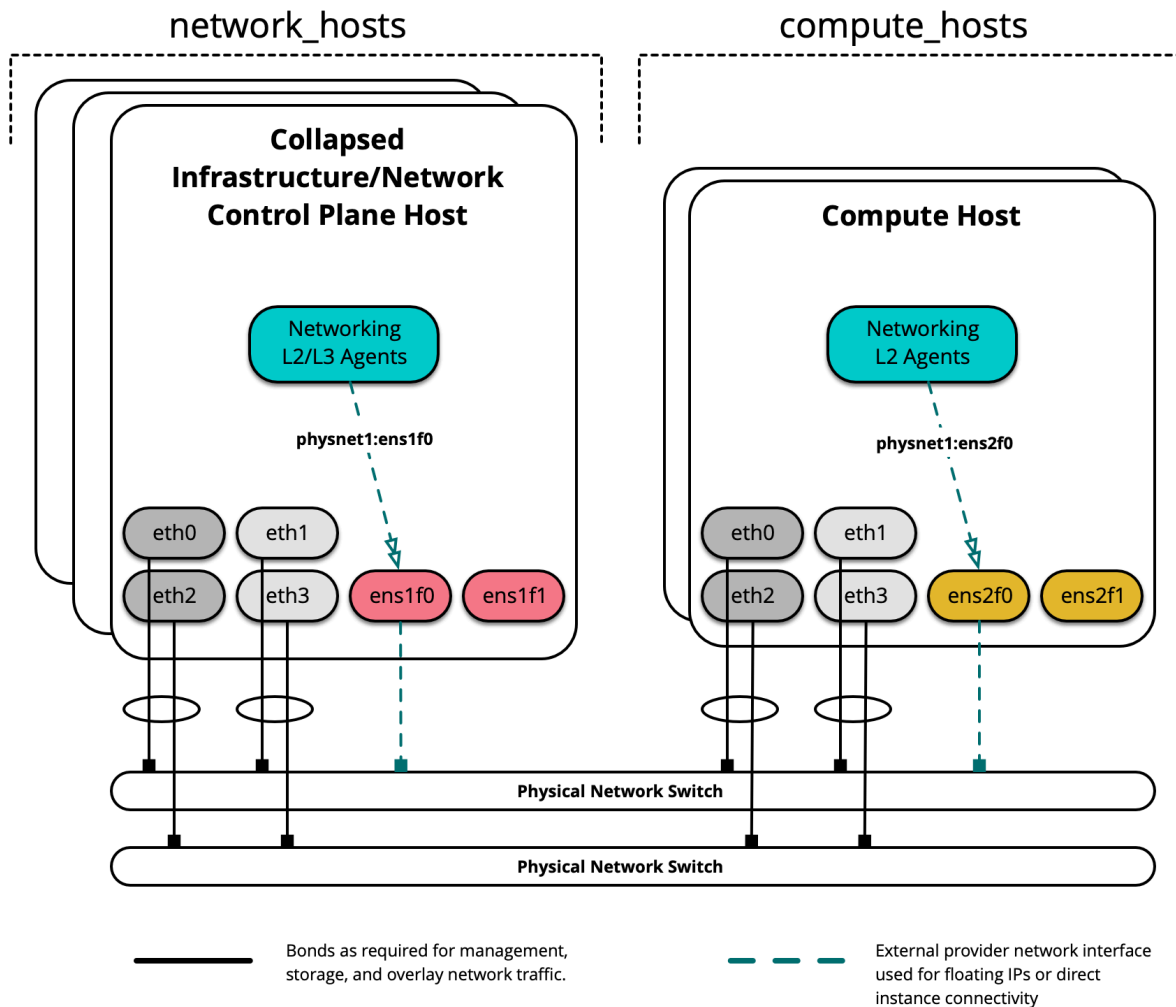 network_hosts
compute_hosts
Collapsed
Infrastructure/Network
Control Plane Host
Compute Host
Networking
L2/L3 Agents
Networking
L2 Agents
physnet1:ens1f0
physnet1:ens2f0
eth0
eth1
eth2
eth3
ens1f0
ens1f1
eth0
eth1
eth2
eth3
ens2f0
ens2f1
Physical Network Switch
Physical Network Switch
Bonds as required for management,
storage, and overlay network traffic.
External provider network interface
used for floating IPs or direct
instance connectivity